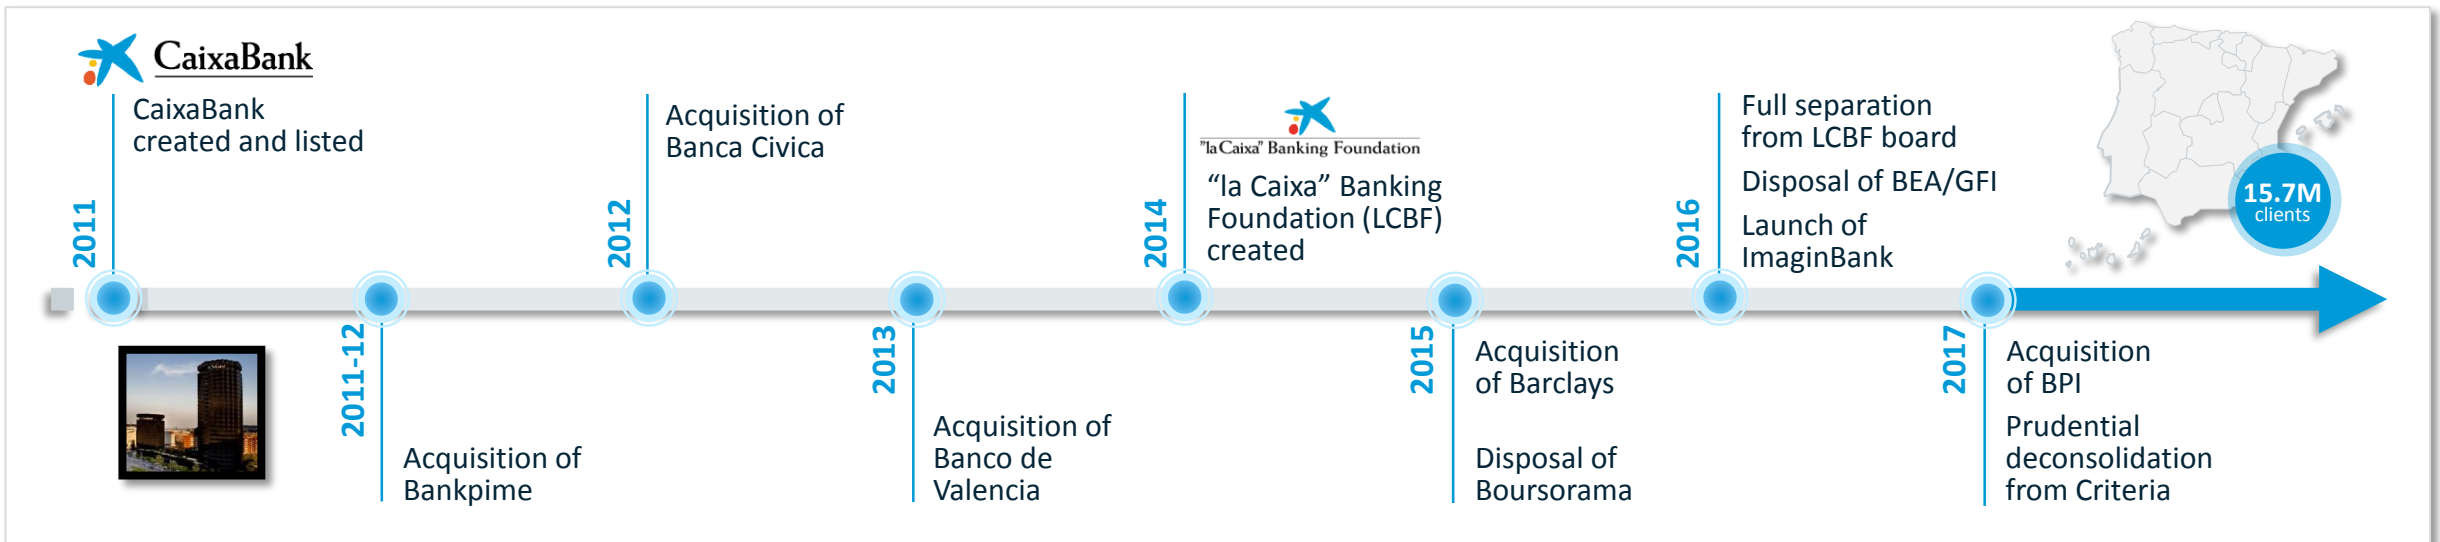 CaixaBank
CaixaBank
created and listed
2011
2011-12
Acquisition of
Bankpime
2012
Acquisition of
Banca Civica
2013
Acquisition of
Banco de
Valencia
2014
"la Caixa" Banking Foundation
“la Caixa” Banking
Foundation (LCBF)
created
2015
Acquisition
of Barclays
Disposal of
Boursorama
2016
Full separation
from LCBF board
Disposal of BEA/GFI
Launch of
ImaginBank
2017
Acquisition
of BPI
Prudential
deconsolidation
from Criteria
15.7M
clients